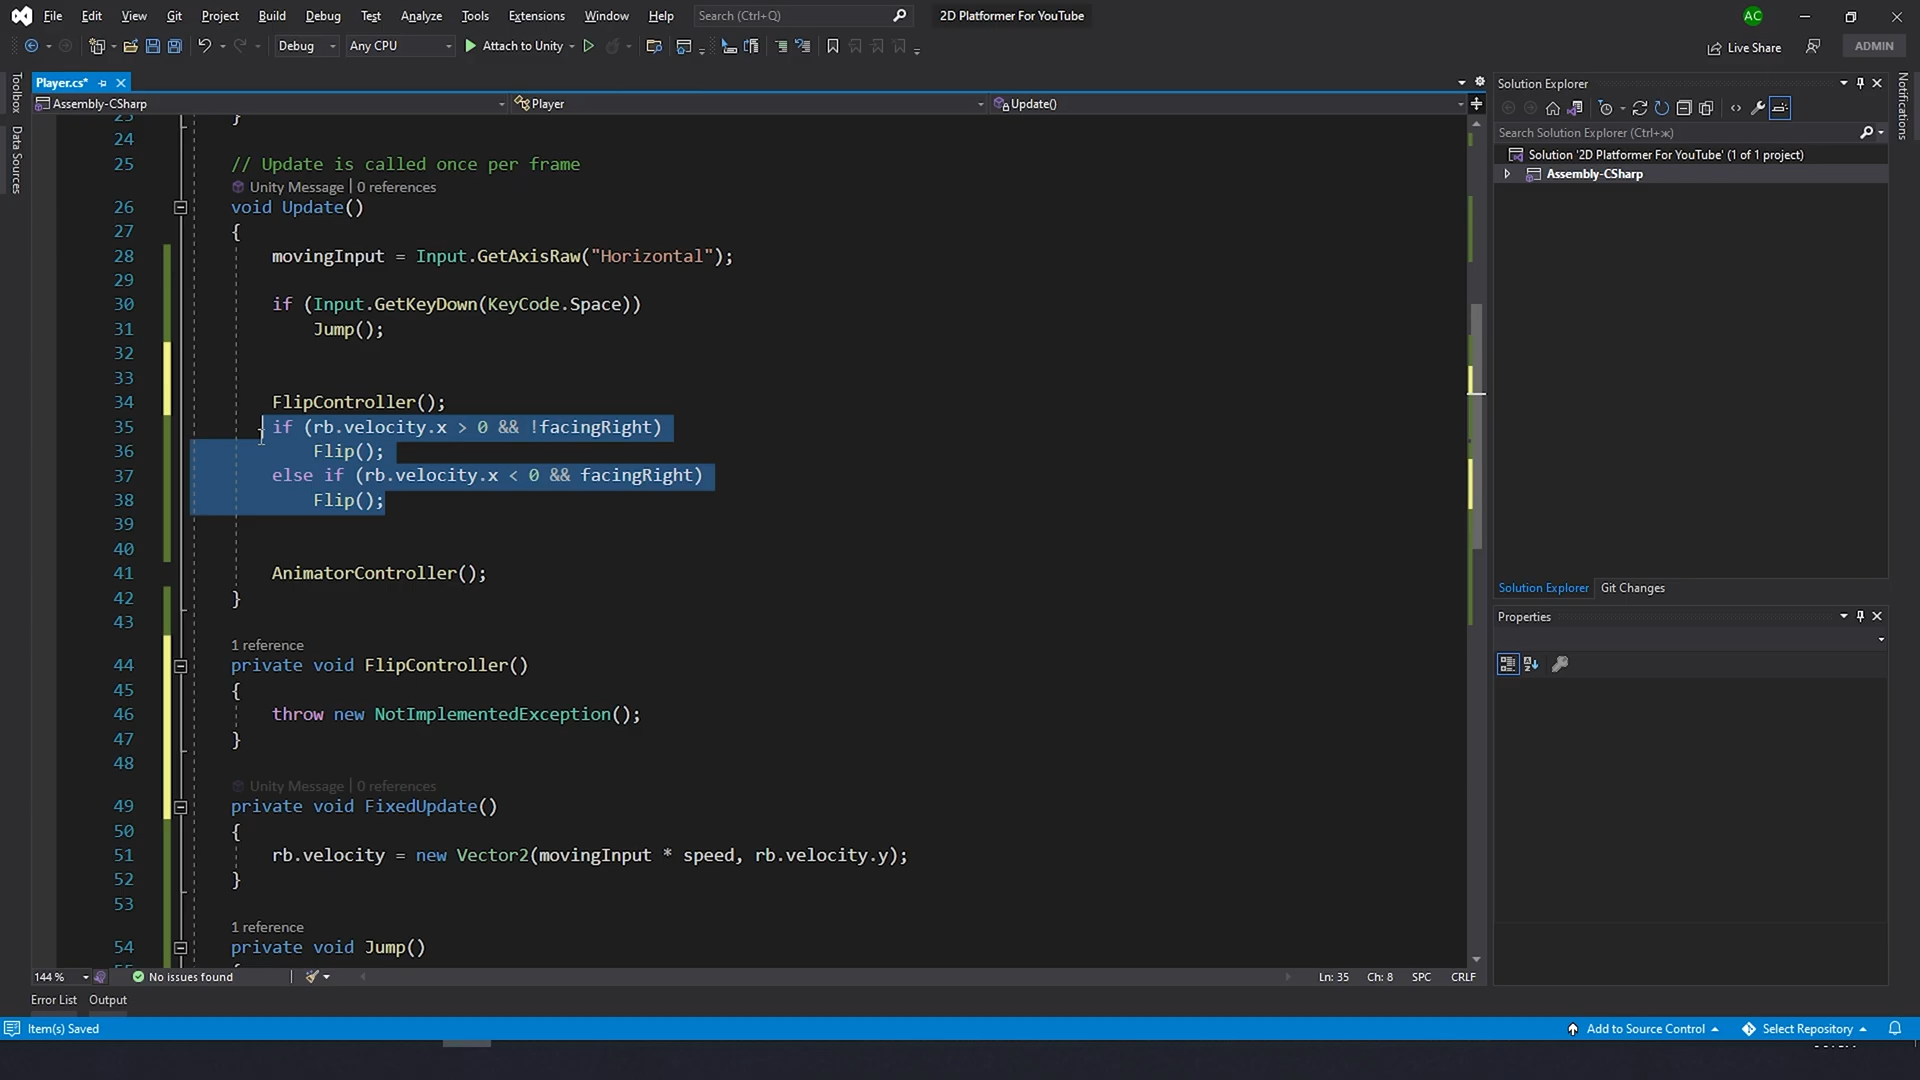 File Edit View Git Project Build Debug Test Analyze Tools Extensions Window Help Search (Ctrl+Q) 2D Platformer For YouTube AC
Debug Any CPU Attach to Unity Live Share ADMIN
Toolbox
Data Sources
Player.cs*
Assembly-CSharp Player Update()
24
25 // Update is called once per frame
Unity Message | 0 references
26 void Update()
27 {
28 movingInput = Input.GetAxisRaw("Horizontal");
29
30 if (Input.GetKeyDown(KeyCode.Space))
31 Jump();
32
33
34 FlipController();
35 if (rb.velocity.x > 0 && !facingRight)
36 Flip();
37 else if (rb.velocity.x < 0 && facingRight)
38 Flip();
39
40
41 AnimatorController();
42 }
43
1 reference
44 private void FlipController()
45 {
46 throw new NotImplementedException();
47 }
48
Unity Message | 0 references
49 private void FixedUpdate()
50 {
51 rb.velocity = new Vector2(movingInput * speed, rb.velocity.y);
52 }
53
1 reference
54 private void Jump()
144 % No issues found Ln: 35 Ch: 8 SPC CRLF
Error List Output
Item(s) Saved Add to Source Control Select Repository
Solution Explorer
Search Solution Explorer (Ctrl+ж)
Solution '2D Platformer For YouTube' (1 of 1 project)
Assembly-CSharp
Solution Explorer Git Changes
Properties
Notifications